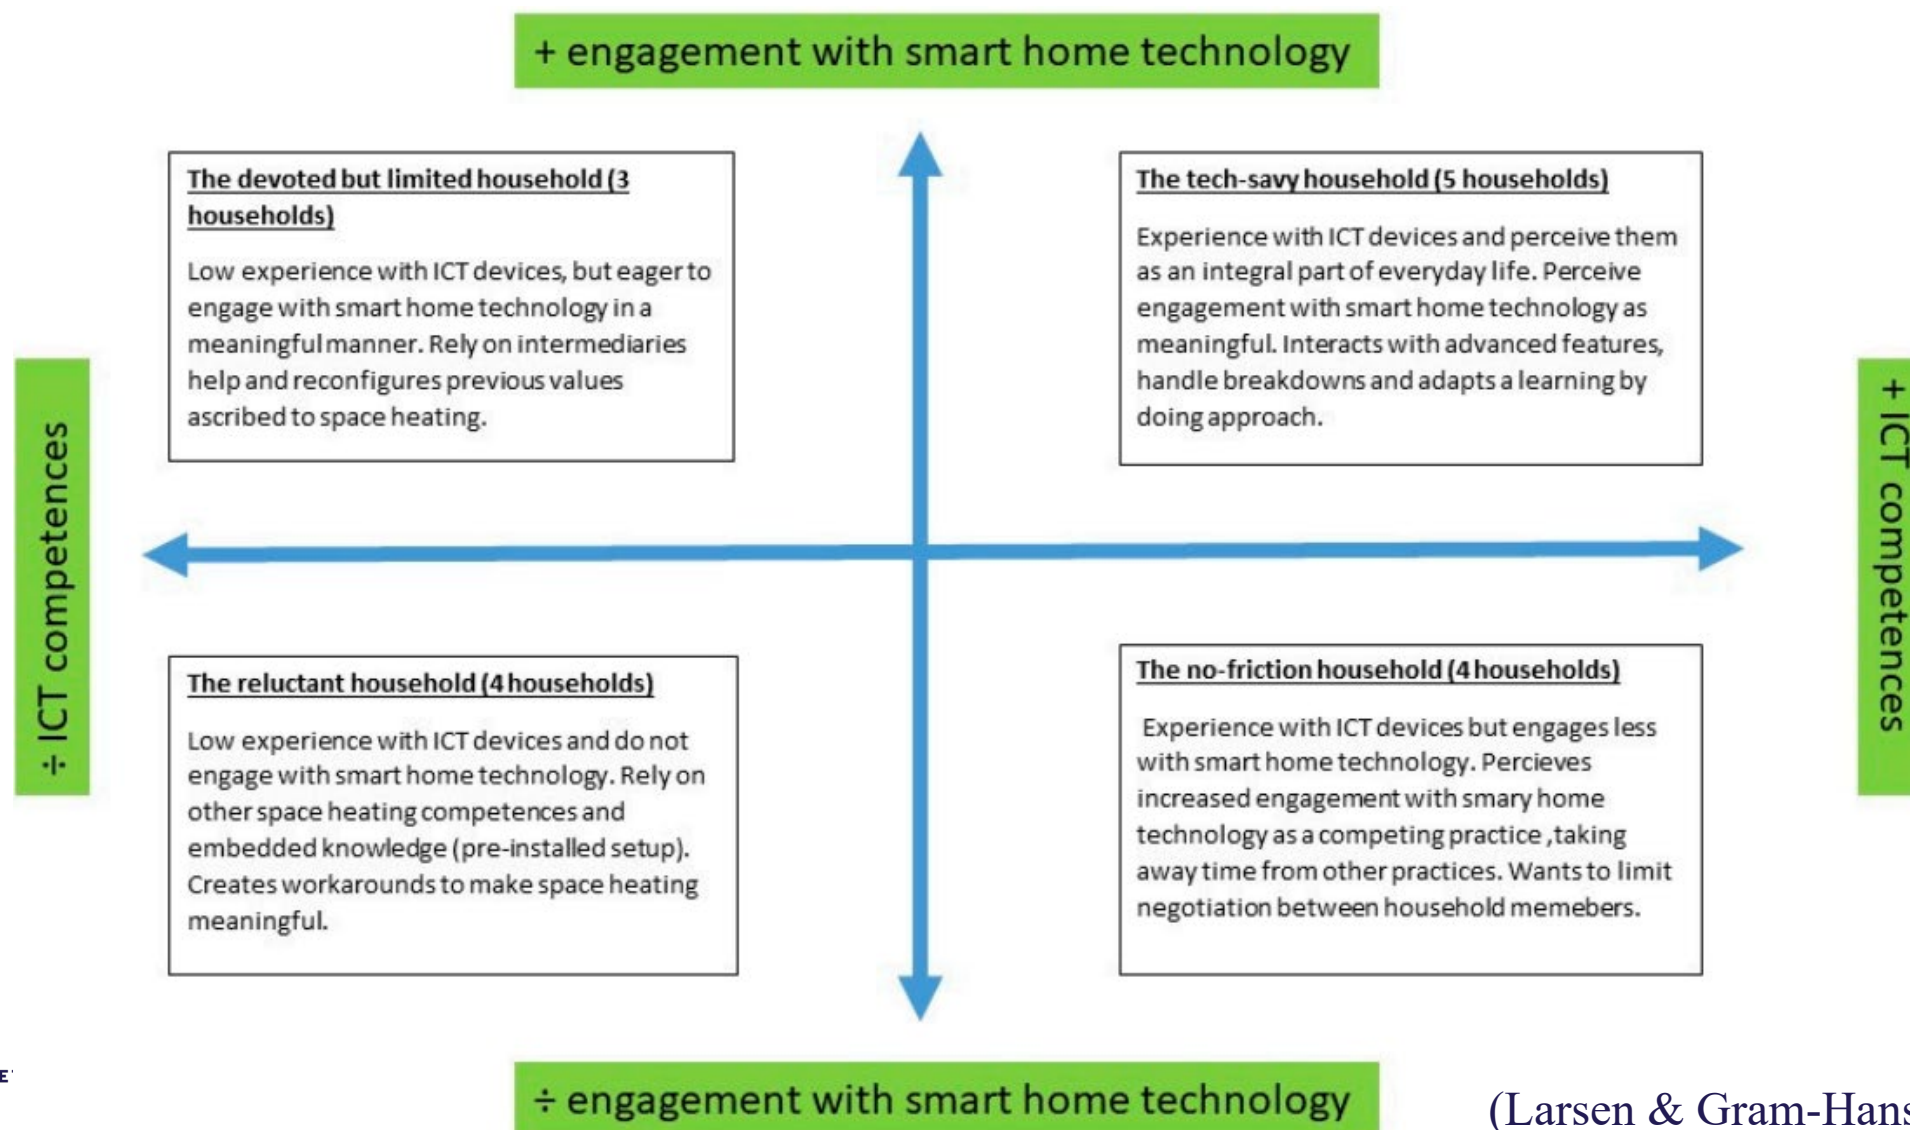 + engagement with smart home technology
The devoted but limited household (3
households)
Low experience with ICT devices, but eager to
engage with smart home technology in a
meaningful manner. Rely on intermediaries
help and reconfigures previous values
ascribed to space heating.
The tech-savy household (5 households)
Experience with ICT devices and perceive them
as an integral part of everyday life. Perceive
engagement with smart home technology as
meaningful. Interacts with advanced features,
handle breakdowns and adapts a learning by
doing approach.
÷ ICT competences
+ ICT competences
The reluctant household (4 households)
Low experience with ICT devices and do not
engage with smart home technology. Rely on
other space heating competences and
embedded knowledge (pre-installed setup).
Creates workarounds to make space heating
meaningful.
The no-friction household (4 households)
Experience with ICT devices but engages less
with smart home technology. Percieves
increased engagement with smary home
technology as a competing practice ,taking
away time from other practices. Wants to limit
negotiation between household memebers.
÷ engagement with smart home technology
(Larsen & Gram-Hans